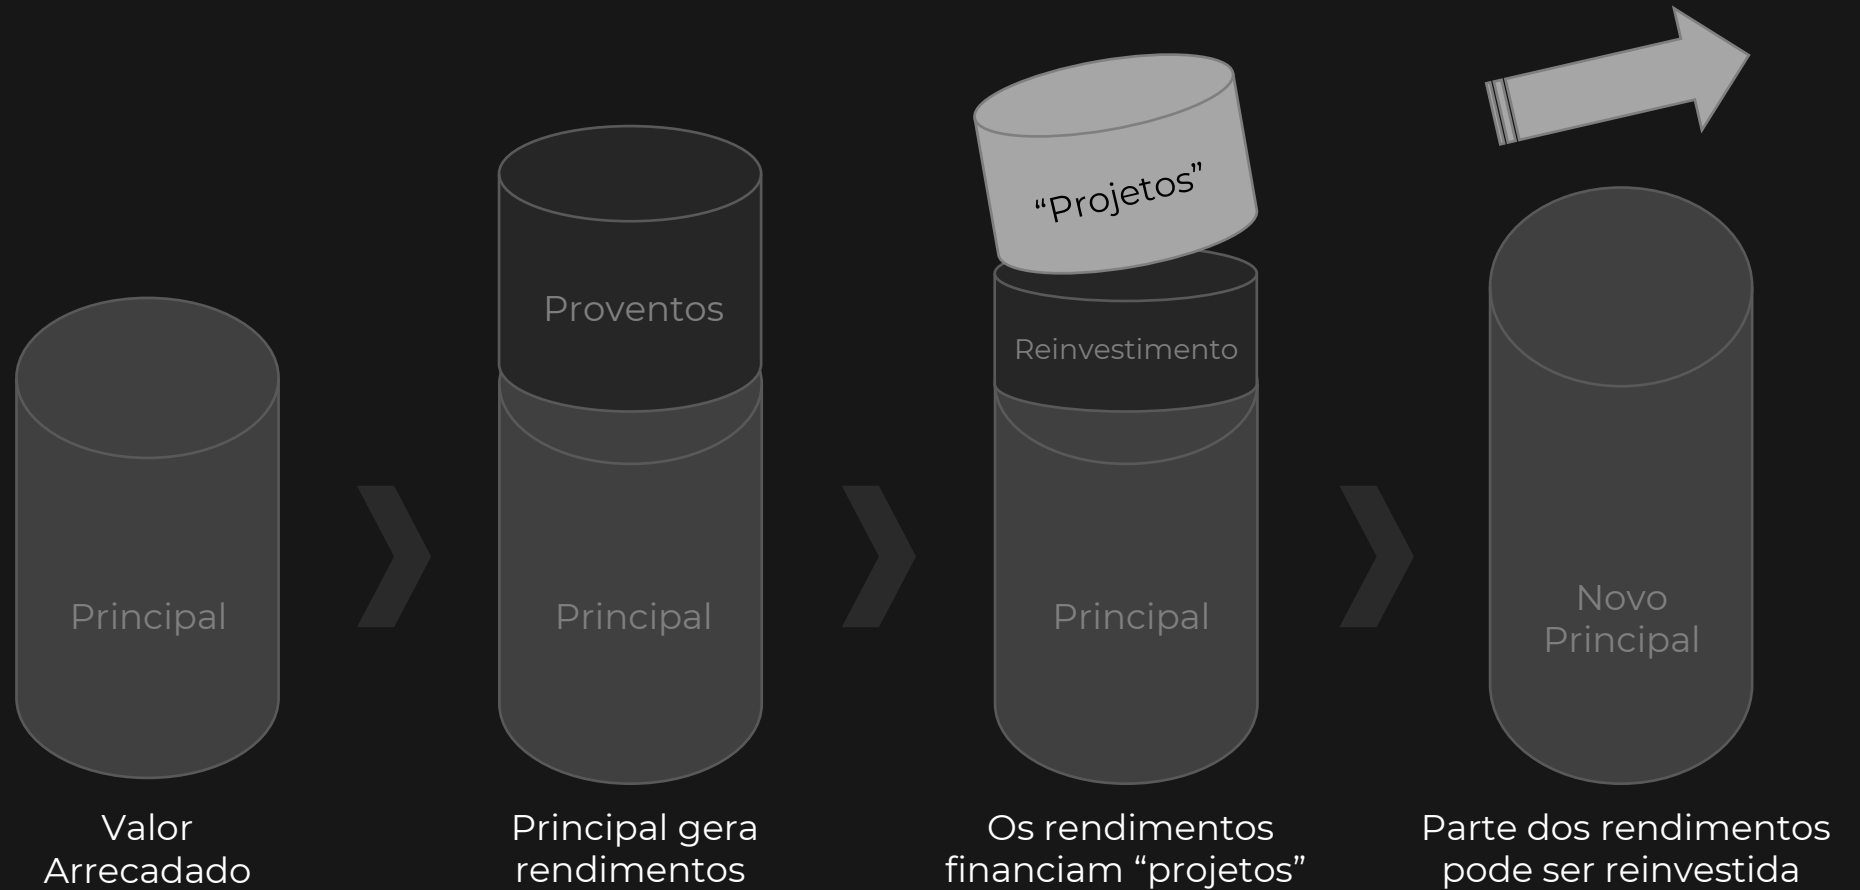 Principal
Valor
Arrecadado
Proventos
Principal
Principal gera
rendimentos
“Projetos”
Reinvestimento
Principal
Os rendimentos
financiam “projetos”
Novo
Principal
Parte dos rendimentos
pode ser reinvestida